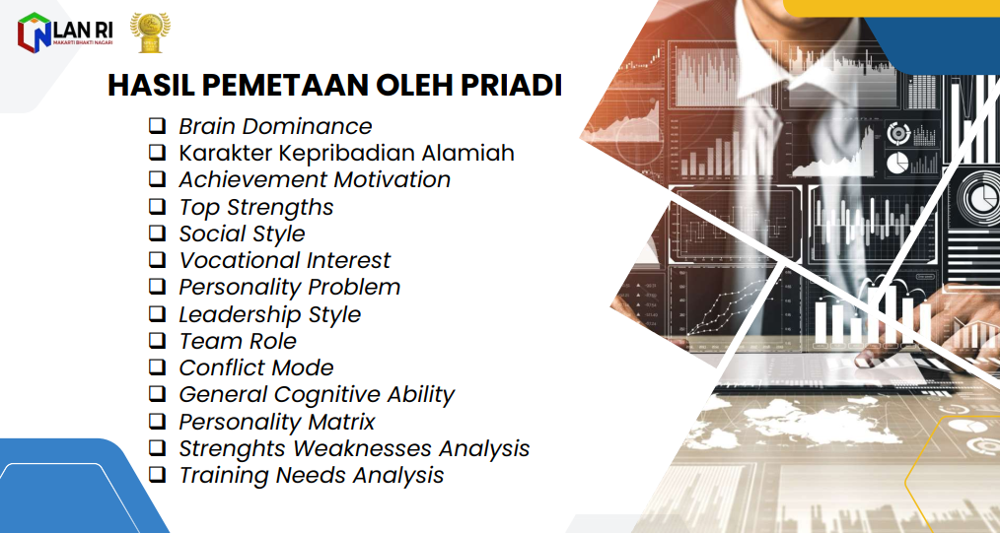 LAN RI
MAKARTI BHAKTI NAGARI
HASIL PEMETAAN OLEH PRIADI
Brain Dominance
Karakter Kepribadian Alamiah
Achievement Motivation
Top Strengths
Social Style
Vocational Interest
Personality Problem
Leadership Style
Team Role
Conflict Mode
General Cognitive Ability
Personality Matrix
Strenghts Weaknesses Analysis
Training Needs Analysis